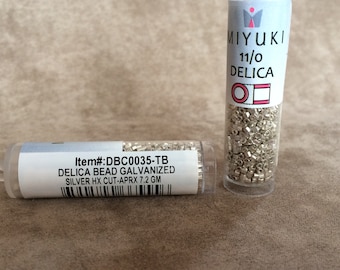 MIYUKI
11/0
DELICA
Item#:DBC0035-TB
DELICA BEAD GALVANIZED
SILVER HX CUT-APRX 7.2 GM